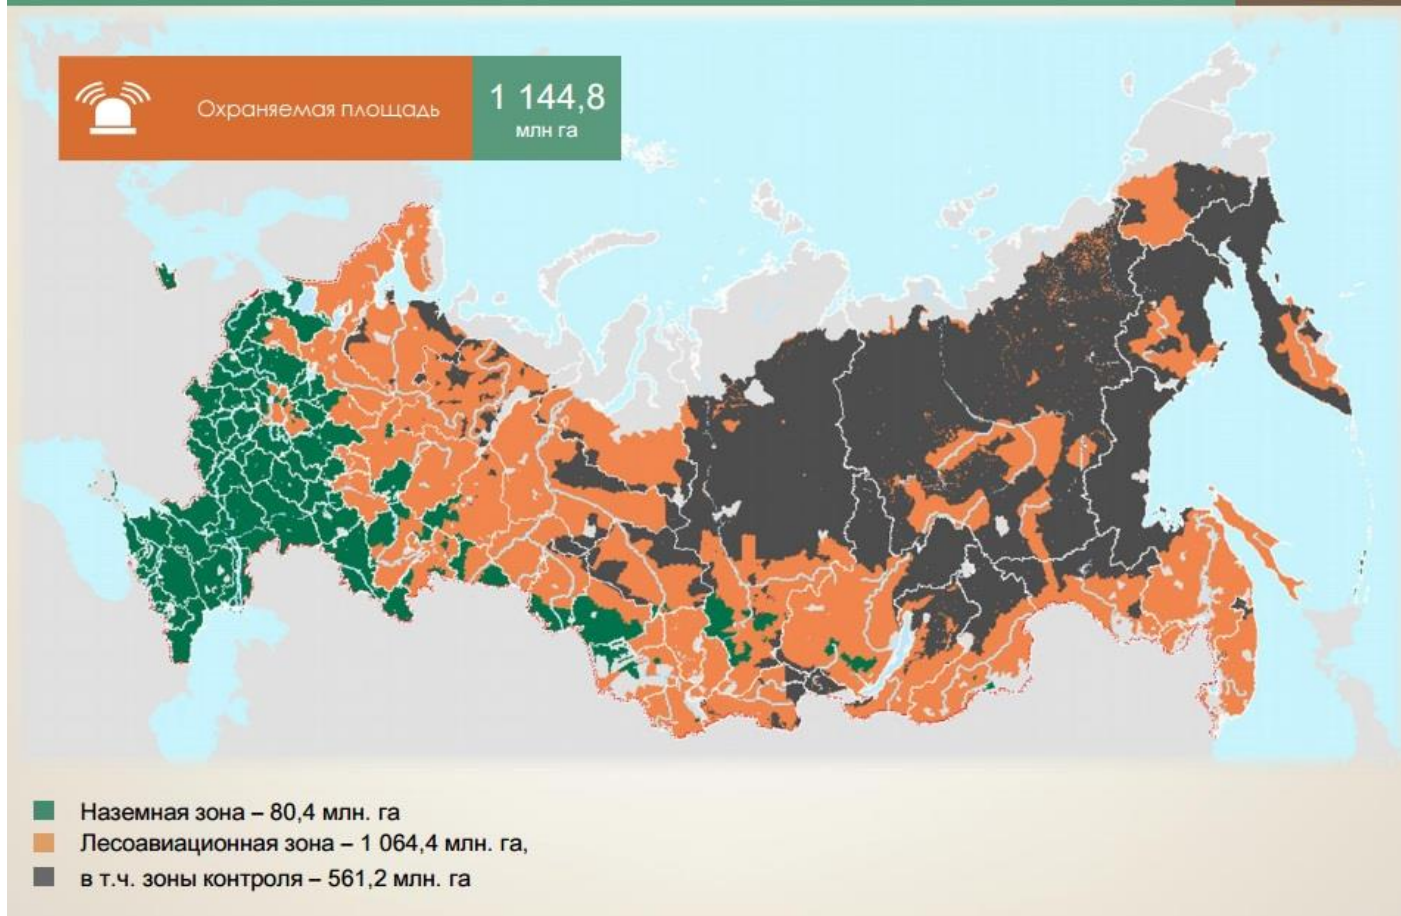 Охраняемая площадь
1 144,8
млн га
Наземная зона – 80,4 млн. га
Лесоавиационная зона – 1 064,4 млн. га,
в т.ч. зоны контроля – 561,2 млн. га